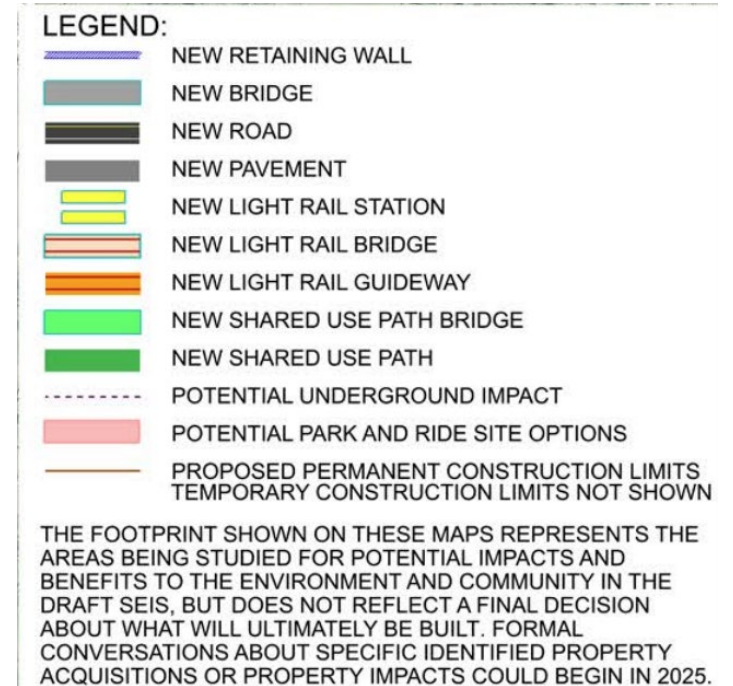 LEGEND:
NEW RETAINING WALL
NEW BRIDGE
NEW ROAD
NEW PAVEMENT
NEW LIGHT RAIL STATION
NEW LIGHT RAIL BRIDGE
NEW LIGHT RAIL GUIDEWAY
NEW SHARED USE PATH BRIDGE
NEW SHARED USE PATH
POTENTIAL UNDERGROUND IMPACT
POTENTIAL PARK AND RIDE SITE OPTIONS
PROPOSED PERMANENT CONSTRUCTION LIMITS
TEMPORARY CONSTRUCTION LIMITS NOT SHOWN
THE FOOTPRINT SHOWN ON THESE MAPS REPRESENTS THE
AREAS BEING STUDIED FOR POTENTIAL IMPACTS AND
BENEFITS TO THE ENVIRONMENT AND COMMUNITY IN THE
DRAFT SEIS, BUT DOES NOT REFLECT A FINAL DECISION
ABOUT WHAT WILL ULTIMATELY BE BUILT. FORMAL
CONVERSATIONS ABOUT SPECIFIC IDENTIFIED PROPERTY
ACQUISITIONS OR PROPERTY IMPACTS COULD BEGIN IN 2025.